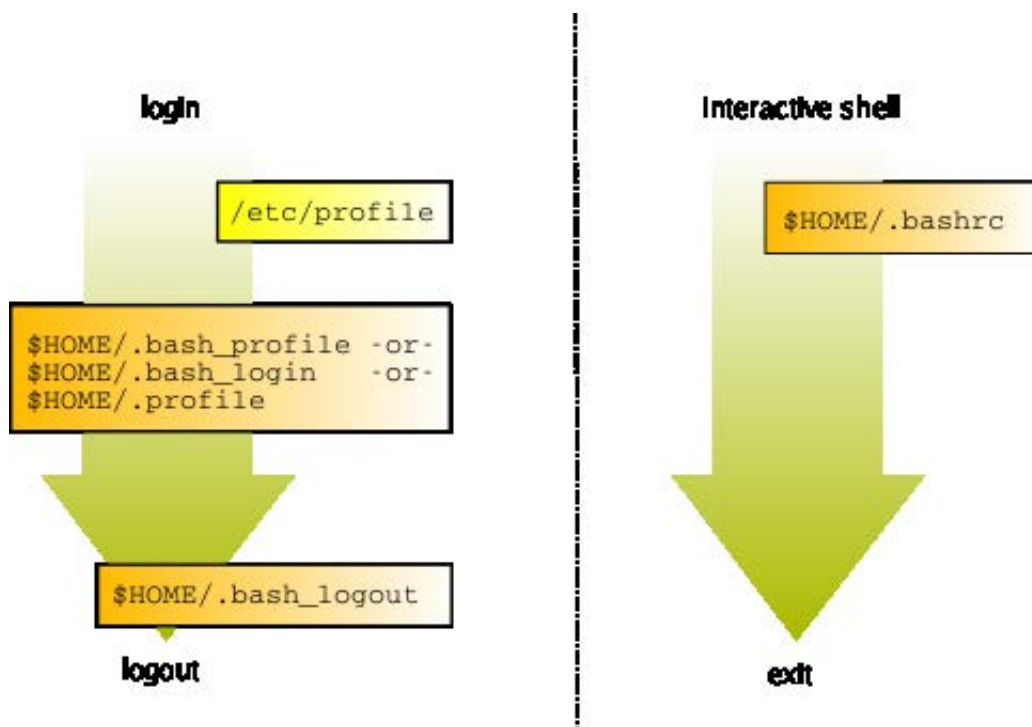 login
/etc/profile
$HOME/.bash_profile -or-
$HOME/.bash_login -or-
$HOME/.profile
$HOME/.bash_logout
logout
interactive shell
$HOME/.bashrc
exit